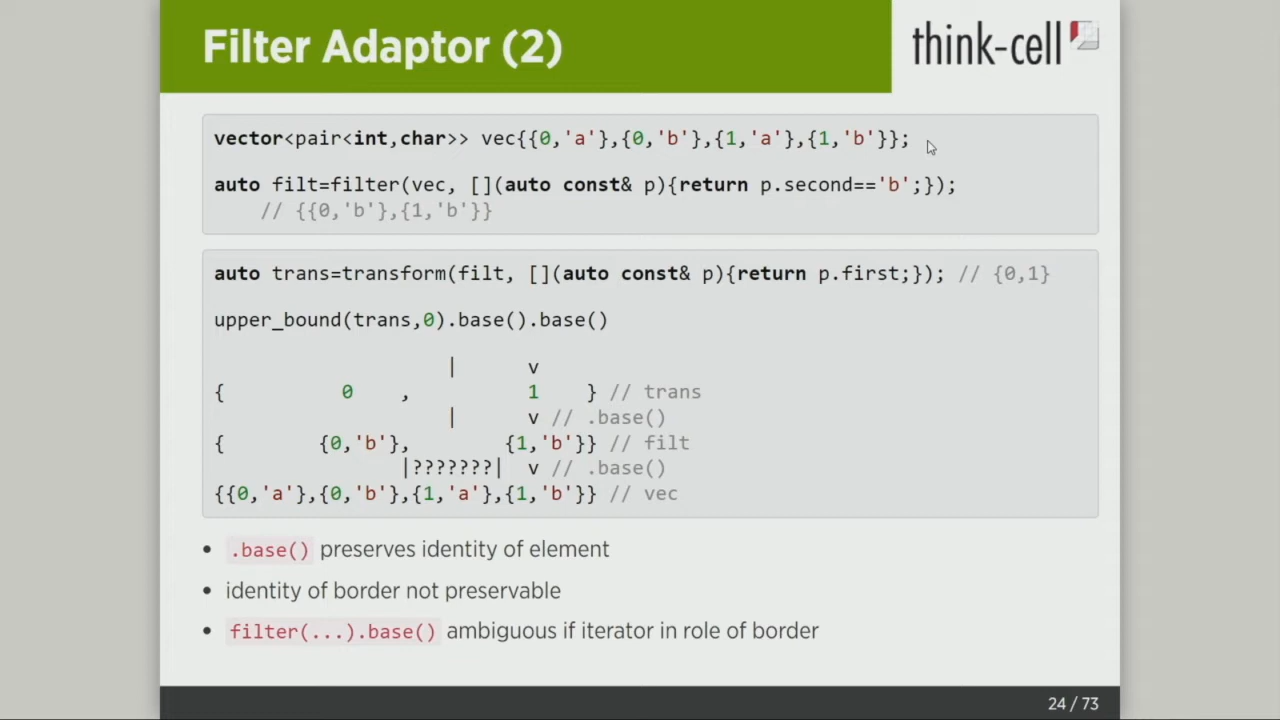 Filter Adaptor (2)
think-cell
vector<pair<int,char>> vec{{0,'a'},{0,'b'},{1,'a'},{1,'b'}};
auto filt=filter(vec, [](auto const& p){return p.second=='b';});
// {{0,'b'},{1,'b'}}
auto trans=transform(filt, [](auto const& p){return p.first;}); // {0,1}
upper_bound(trans,0).base().base()
| v
{ 0 , 1 } // trans
| v // .base()
{ {0,'b'}, {1,'b'}} // filt
|???????| v // .base()
{{0,'a'},{0,'b'},{1,'a'},{1,'b'}} // vec
• .base() preserves identity of element
• identity of border not preservable
• filter(...).base() ambiguous if iterator in role of border
24 / 73